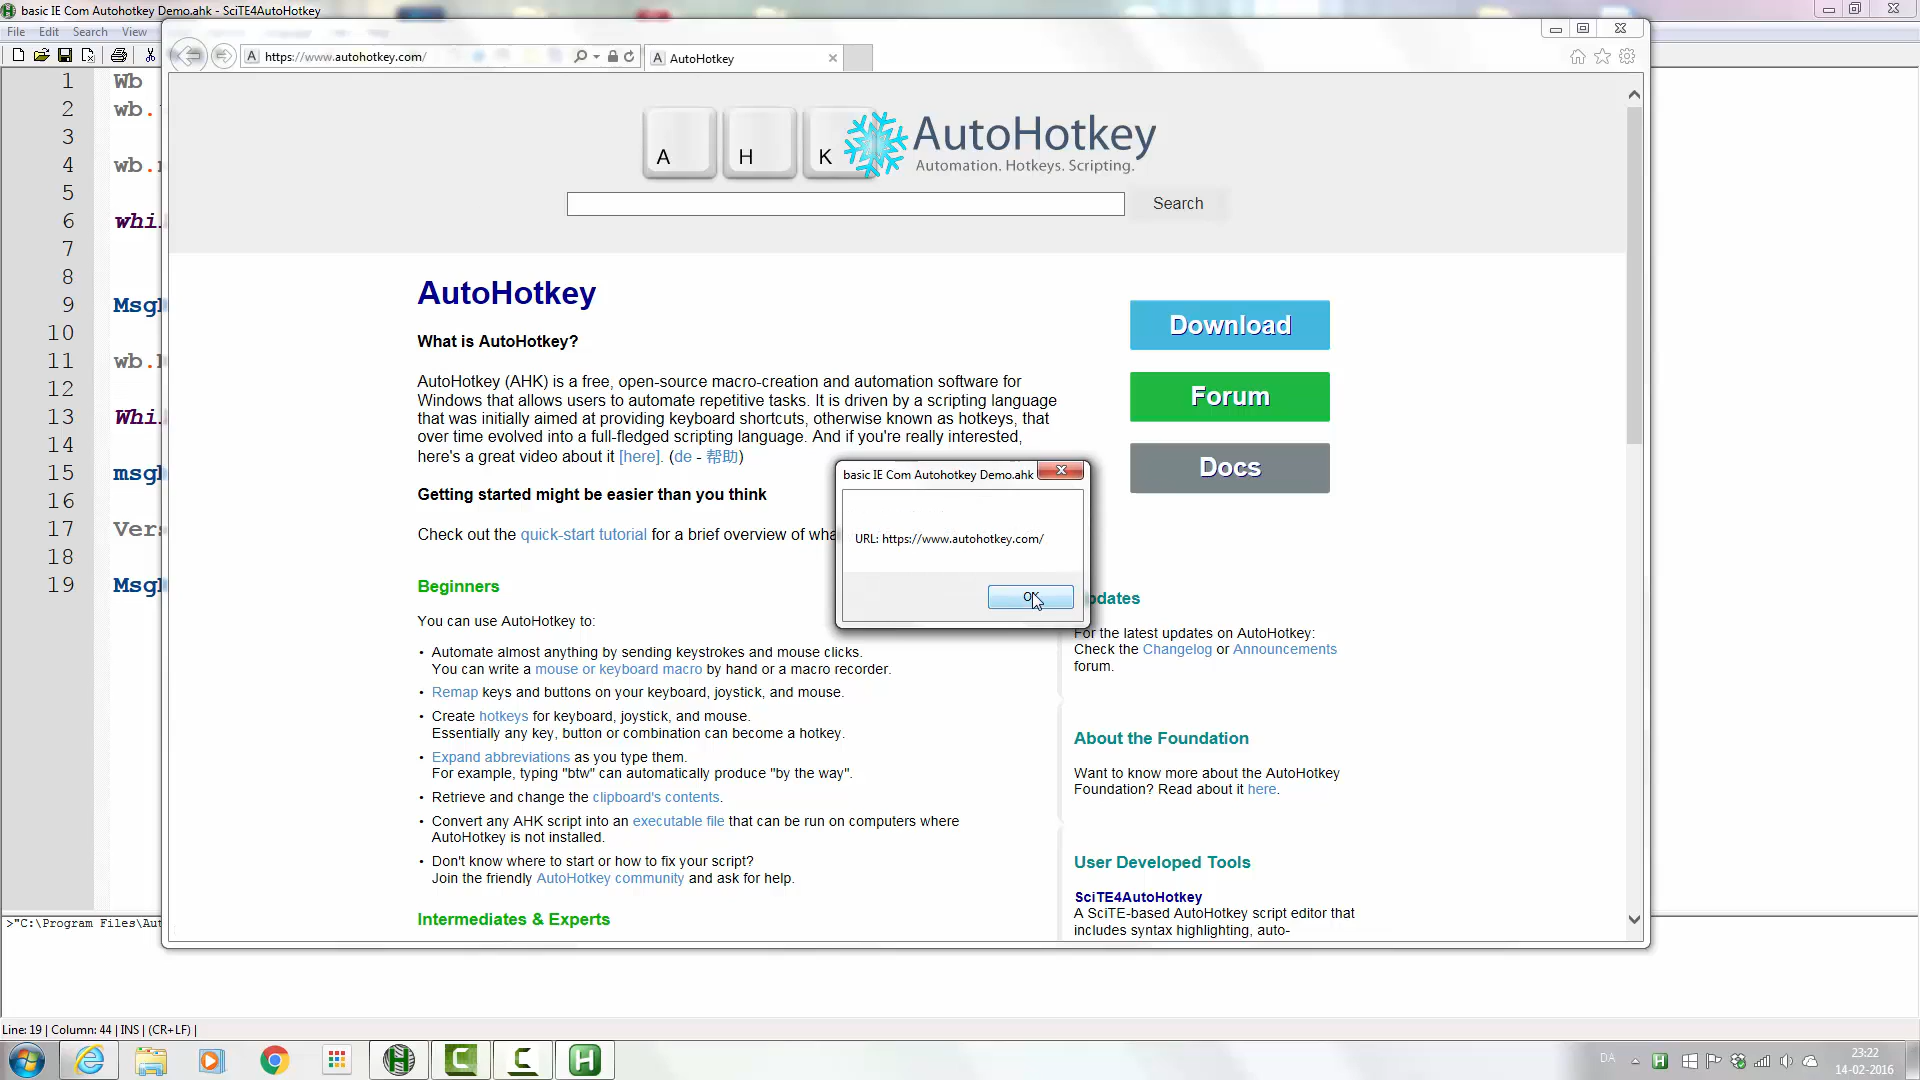 basic IE Com Autohotkey Demo.ahk - SciTE4AutoHotkey
File Edit Search View
https://www.autohotkey.com/
AutoHotkey
1 Wb
2 wb.
3
4 wb.
5
6
7
8
9
10
11 wb.
12
13
14
15
16
17
18
19
A H K AutoHotkey
Automation. Hotkeys. Scripting.
Search
AutoHotkey
What is AutoHotkey?
AutoHotkey (AHK) is a free, open-source macro-creation and automation software for
Windows that allows users to automate repetitive tasks. It is driven by a scripting language
that was initially aimed at providing keyboard shortcuts, otherwise known as hotkeys, that
over time evolved into a full-fledged scripting language. And if you're really interested,
here's a great video about it [here]. (de - 帮助)
Getting started might be easier than you think
Check out the quick-start tutorial for a brief overview of
Beginners
You can use AutoHotkey to:
• Automate almost anything by sending keystrokes and mouse clicks.
You can write a mouse or keyboard macro by hand or a macro recorder.
• Remap keys and buttons on your keyboard, joystick, and mouse.
• Create hotkeys for keyboard, joystick, and mouse.
Essentially any key, button or combination can become a hotkey.
• Expand abbreviations as you type them.
For example, typing "btw" can automatically produce "by the way".
• Retrieve and change the clipboard's contents.
• Convert any AHK script into an executable file that can be run on computers where
AutoHotkey is not installed.
• Don't know where to start or how to fix your script?
Join the friendly AutoHotkey community and ask for help.
Intermediates & Experts
Download
Forum
Docs
basic IE Com Autohotkey Demo.ahk
URL: https://www.autohotkey.com/
For the latest updates on AutoHotkey:
Check the Changelog or Announcements
forum.
About the Foundation
Want to know more about the AutoHotkey
Foundation? Read about it here.
User Developed Tools
SciTE4AutoHotkey
A SciTE-based AutoHotkey script editor that
includes syntax highlighting, auto-
>"C:\Program Files\Aut
Line: 19 | Column: 44 | INS | (CR+LF) |
DA
23:22
14-02-2016